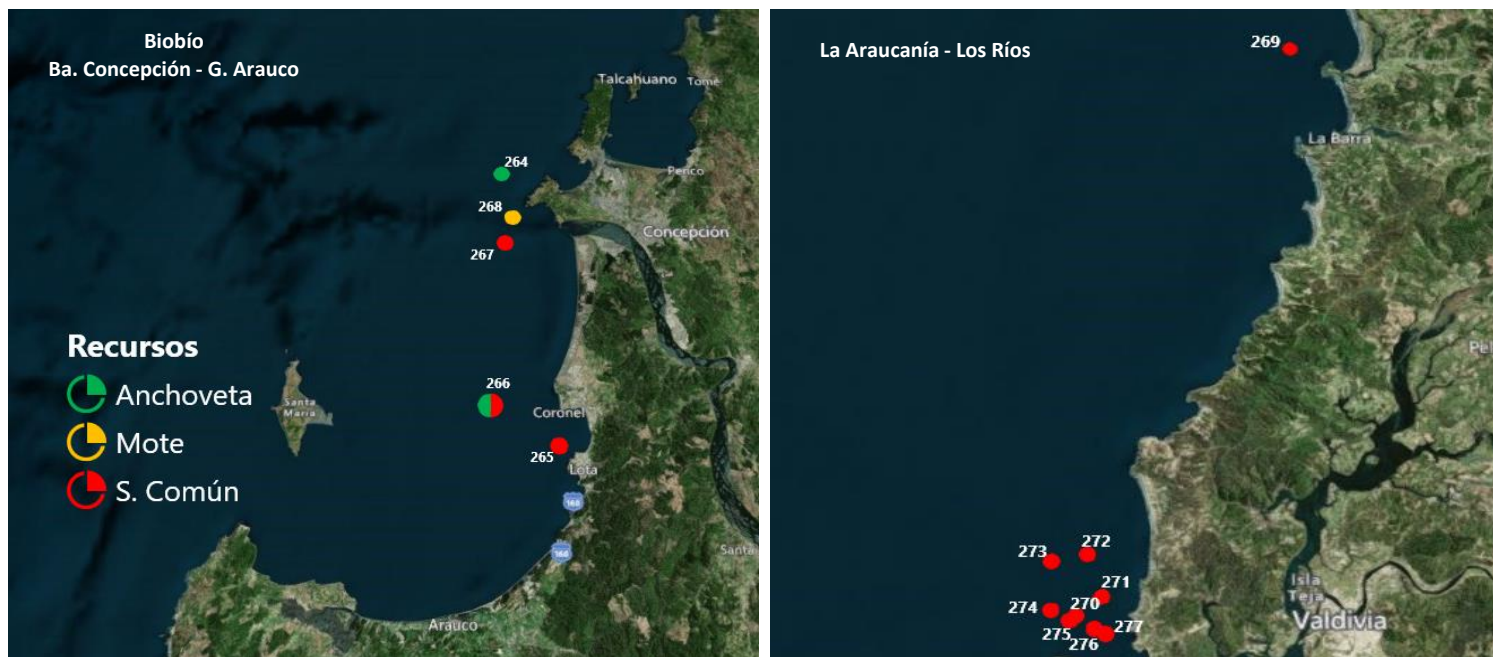 Biobío
Ba. Concepción - G. Arauco
Talcahuano
Tomé
264
Penco
268
Concepción
267
Recursos
Anchoveta
Mote
S. Común
Santa
María
266
Coronel
265
Lota
160
160
Santa
Arauco
La Araucanía - Los Ríos
269
La Barra
Pel
273
272
271
274
270
275
276
277
Isla
Teja
Valdivia